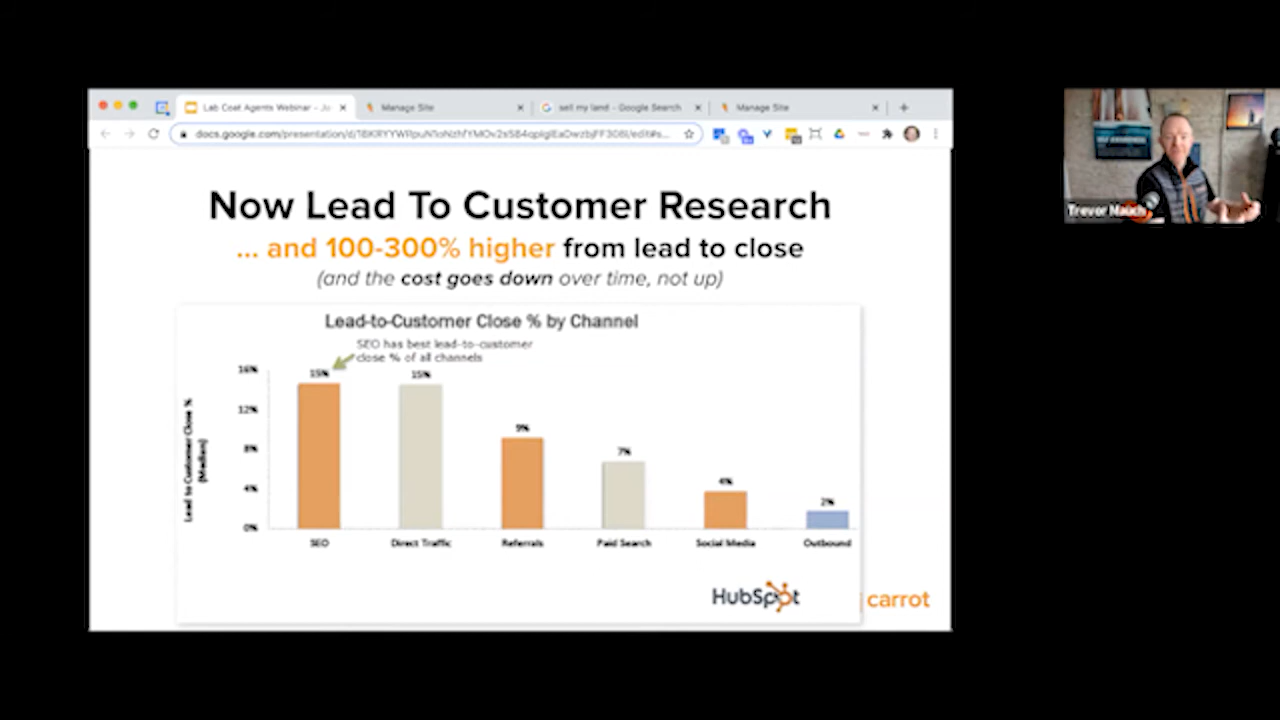 Lab Coat Agents Webinar - Ju
Manage Site
sell my land - Google Search
Manage Site
Now Lead To Customer Research
... and 100-300% higher from lead to close
(and the cost goes down over time, not up)
Lead-to-Customer Close % by Channel
SEO has best lead-to-customer
close % of all channels
Lead to Customer Close %
(Median)
16%
12%
8%
4%
0%
15%
15%
9%
7%
4%
2%
SEO
Direct Traffic
Referrals
Paid Search
Social Media
Outbound
HubSpot
carrot
Trevor Mauch